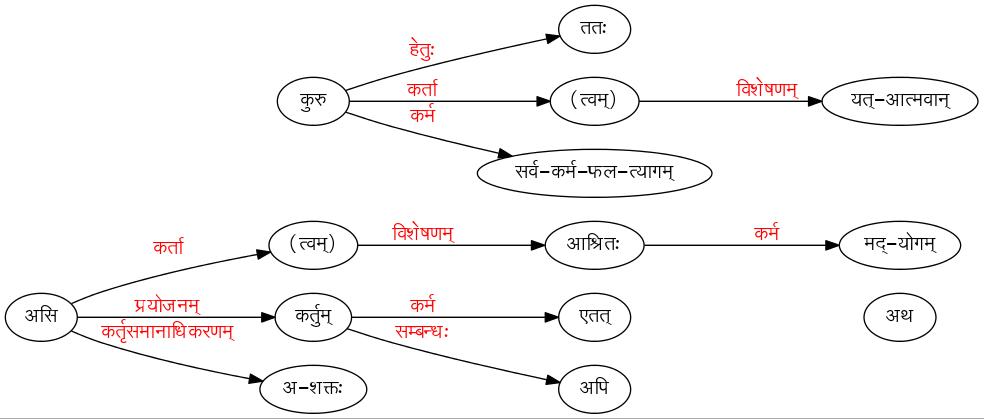 ततः
हेतुः
कुरु
कर्ता
(त्वम्)
विशेषणम्
यत्-आत्मवान्
कर्म
सर्व-कर्म-फल-त्यागम्
कर्ता
(त्वम्)
विशेषणम्
आश्रितः
कर्म
मद्-योगम्
असि
प्रयोजनम्
कर्तुम्
कर्म
एतत्
अथ
कर्तृसमानाधिकरणम्
सम्बन्धः
अ-शक्तः
अपि